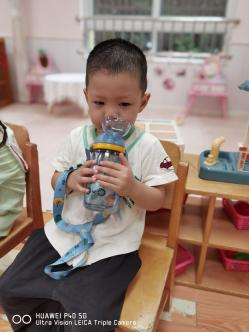 HUAWEI P40 5G
Ultra Vision LEICA Triple Camera